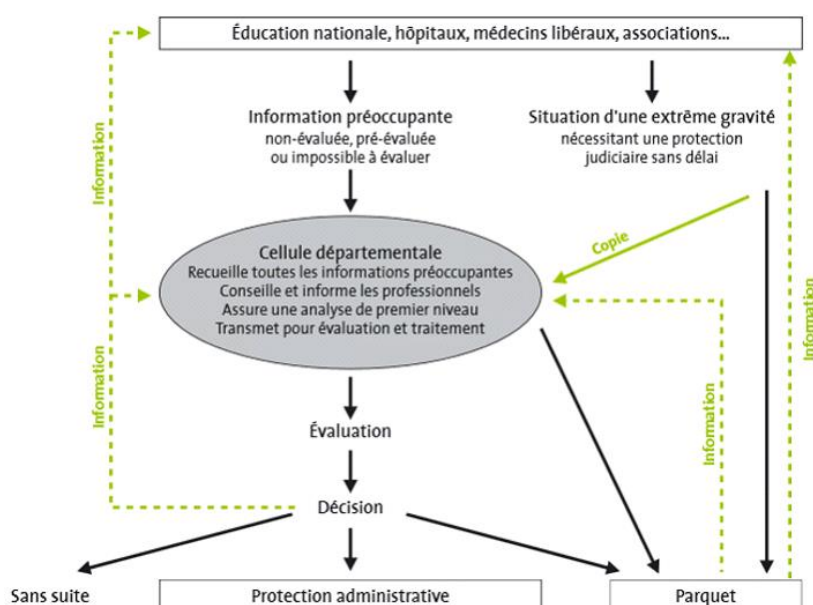 Éducation nationale, hôpitaux, médecins libéraux, associations...
Information préoccupante
non-évaluée, pré-évaluée
ou impossible à évaluer
Situation d'une extrême gravité
nécessitant une protection
judiciaire sans délai
Information
Copie
Cellule départementale
Recueille toutes les informations préoccupantes
Conseille et informe les professionnels
Assure une analyse de premier niveau
Transmet pour évaluation et traitement
Information
Information
Information
Évaluation
Décision
Sans suite
Protection administrative
Parquet